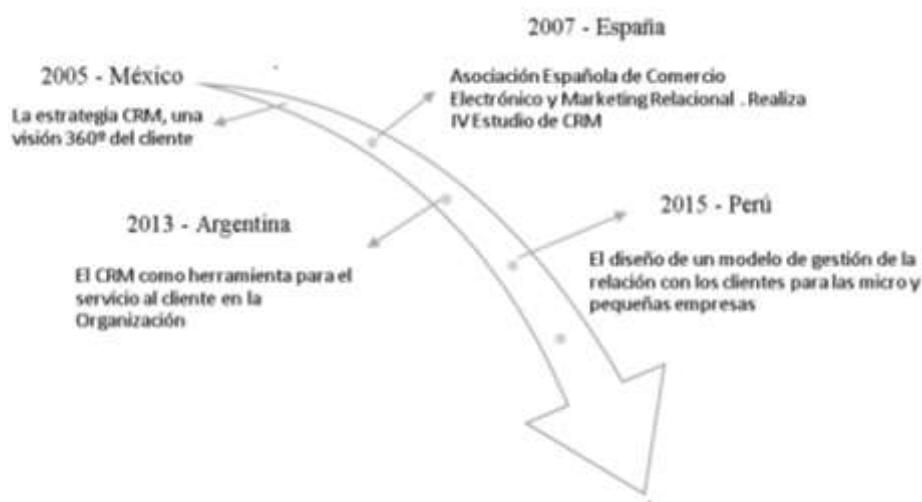 2007 - España
2005 - México
Asociación Española de Comercio
Electrónico y Marketing Relacional . Realiza
IV Estudio de CRM
La estrategia CRM, una
visión 360º del cliente
2013 - Argentina
El CRM como herramienta para el
servicio al cliente en la
Organización
2015 - Perú
El diseño de un modelo de gestión de la
relación con los clientes para las micro y
pequeñas empresas